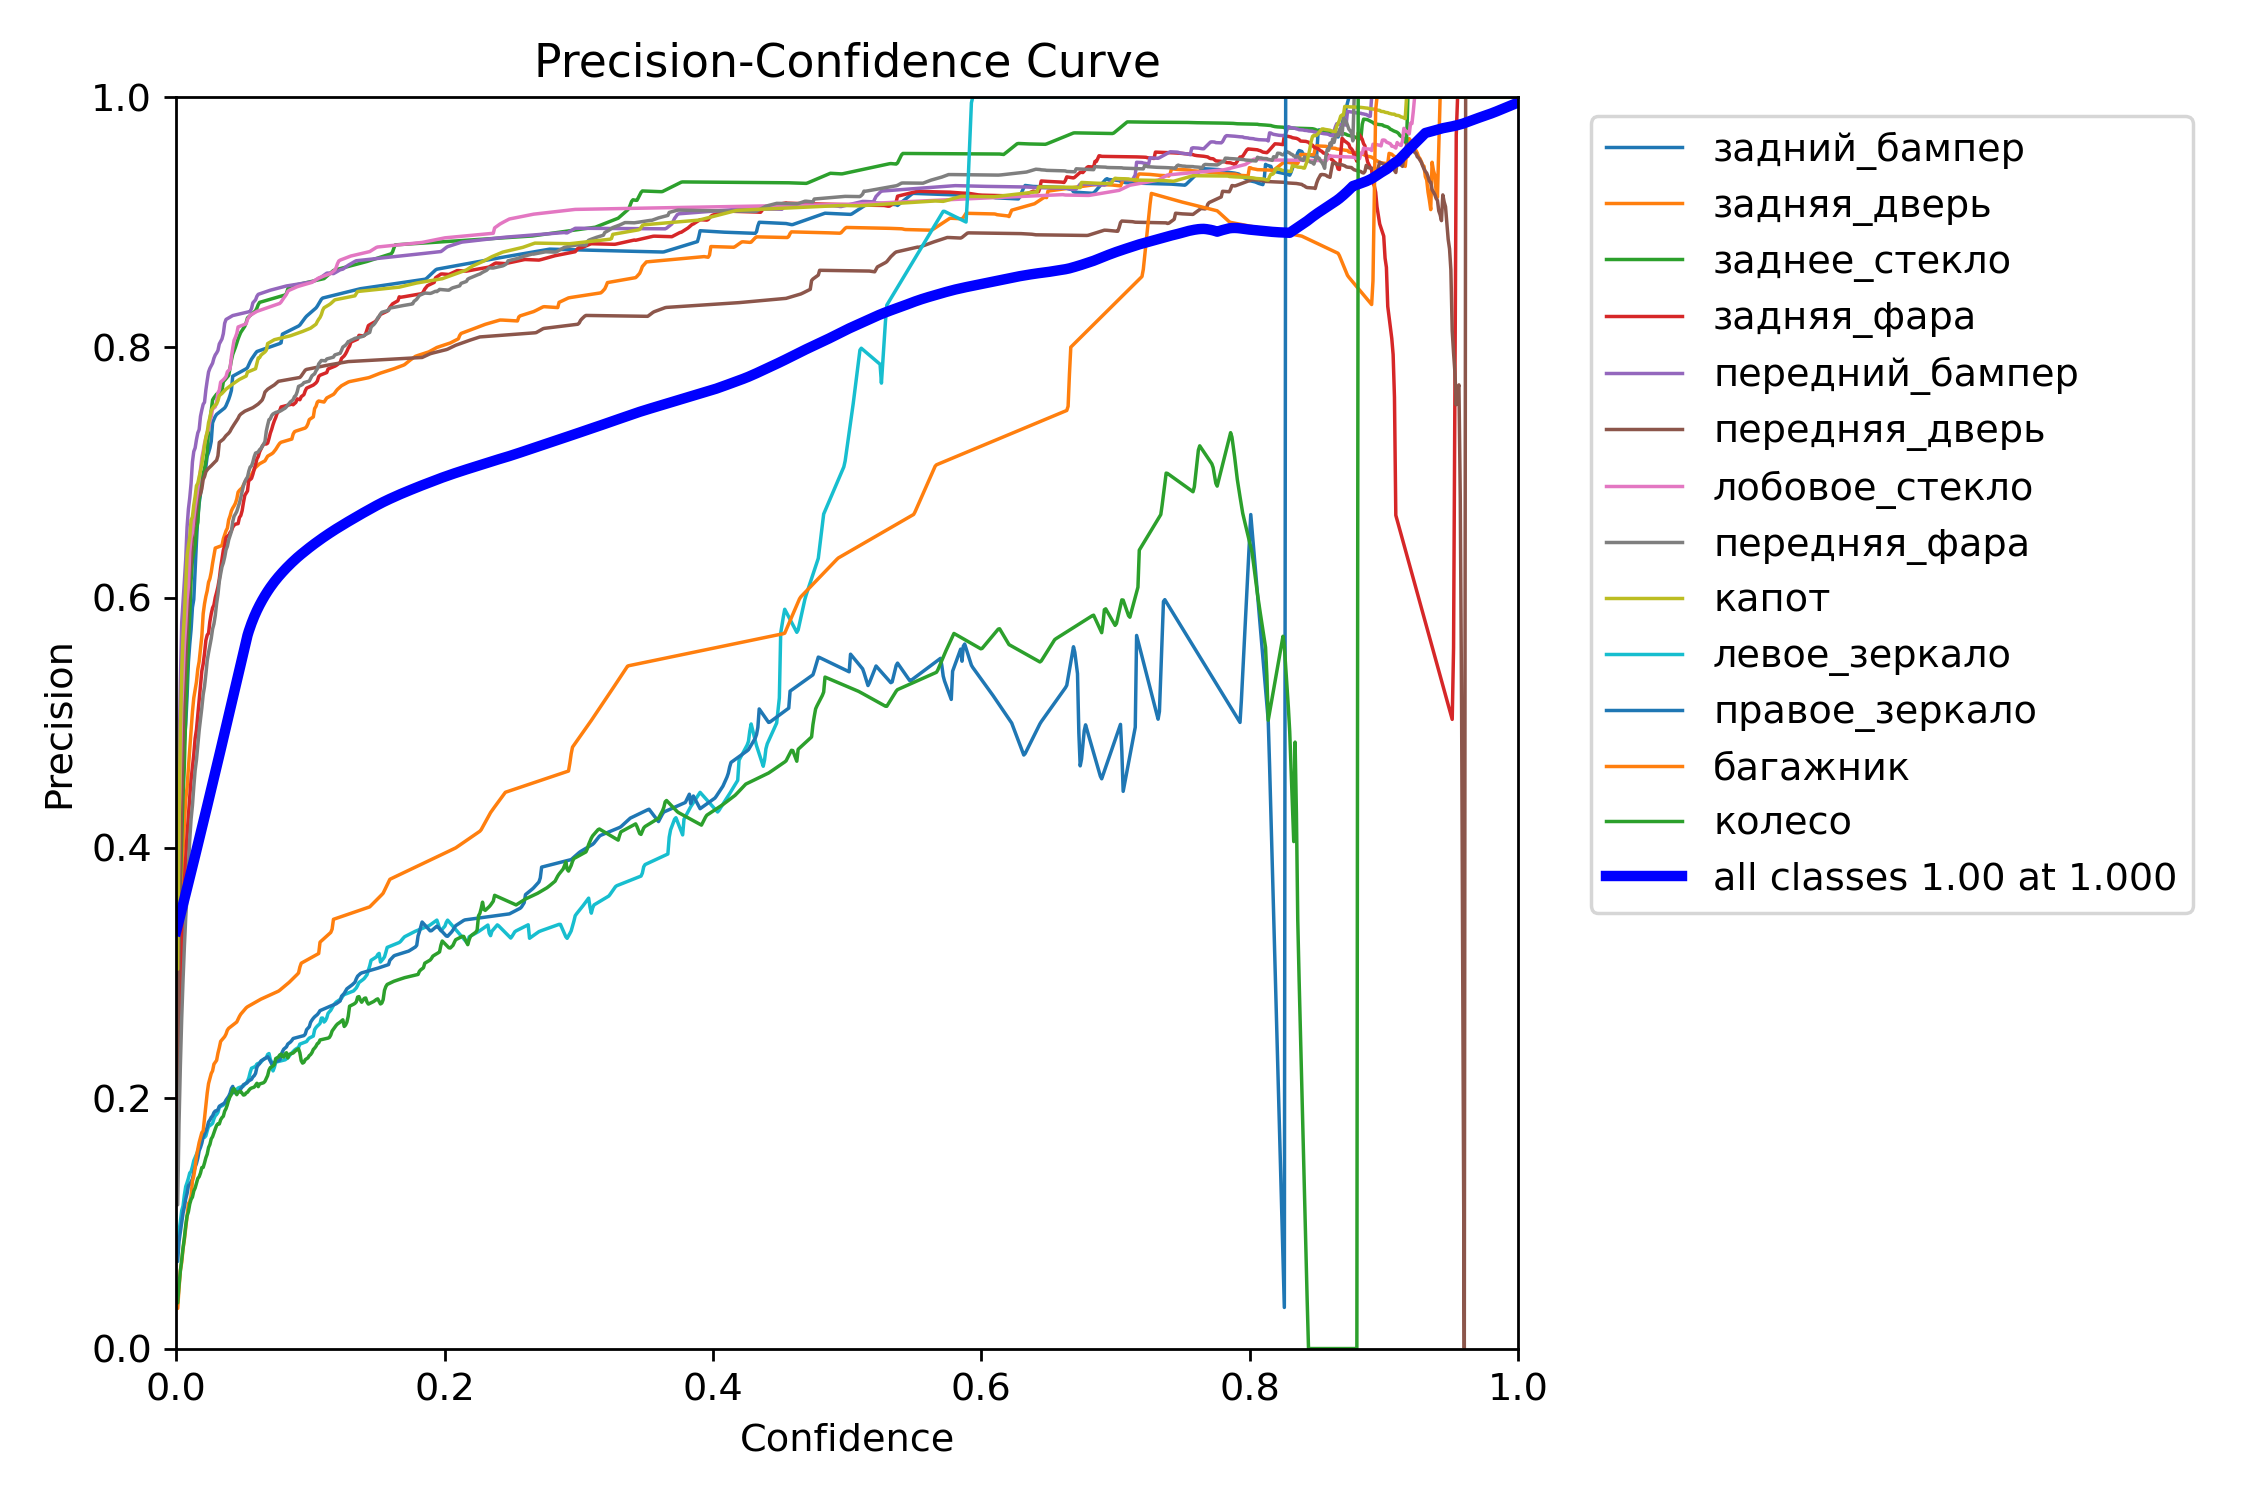 Precision-Confidence Curve
1.0
0.8
0.6
0.4
0.2
0.0
Precision
0.0 0.2 0.4 0.6 0.8 1.0
Confidence
задний_бампер
задняя_дверь
заднее_стекло
задняя_фара
передний_бампер
передняя_дверь
лобовое_стекло
передняя_фара
капот
левое_зеркало
правое_зеркало
багажник
колесо
all classes 1.00 at 1.000